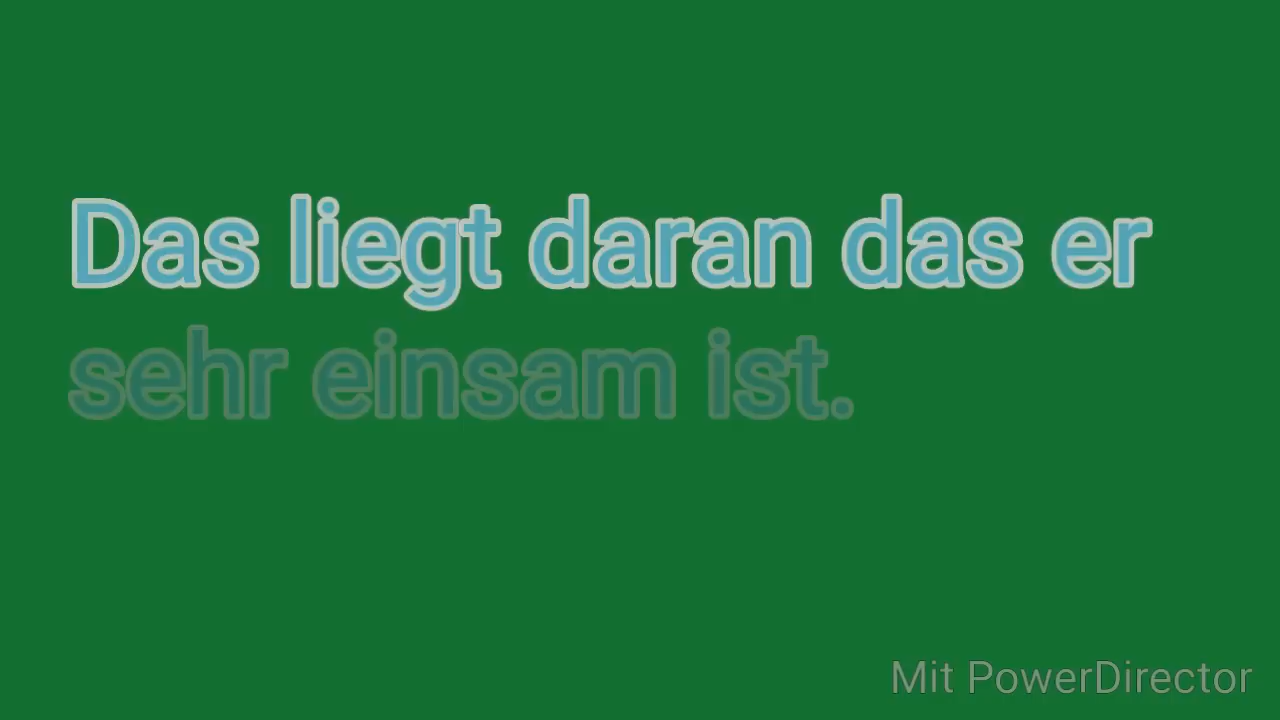 Das liegt daran das er
sehr einsam ist.
Mit PowerDirector